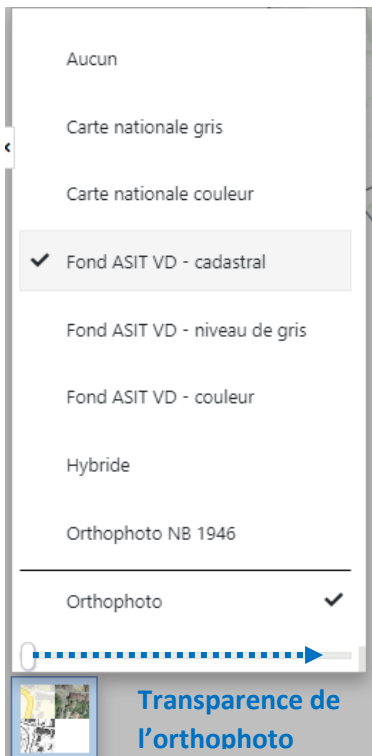 Aucun
Carte nationale gris
Carte nationale couleur
Fond ASIT VD - cadastral
Fond ASIT VD - niveau de gris
Fond ASIT VD - couleur
Hybride
Orthophoto NB 1946
Orthophoto
Transparence de
l'orthophoto